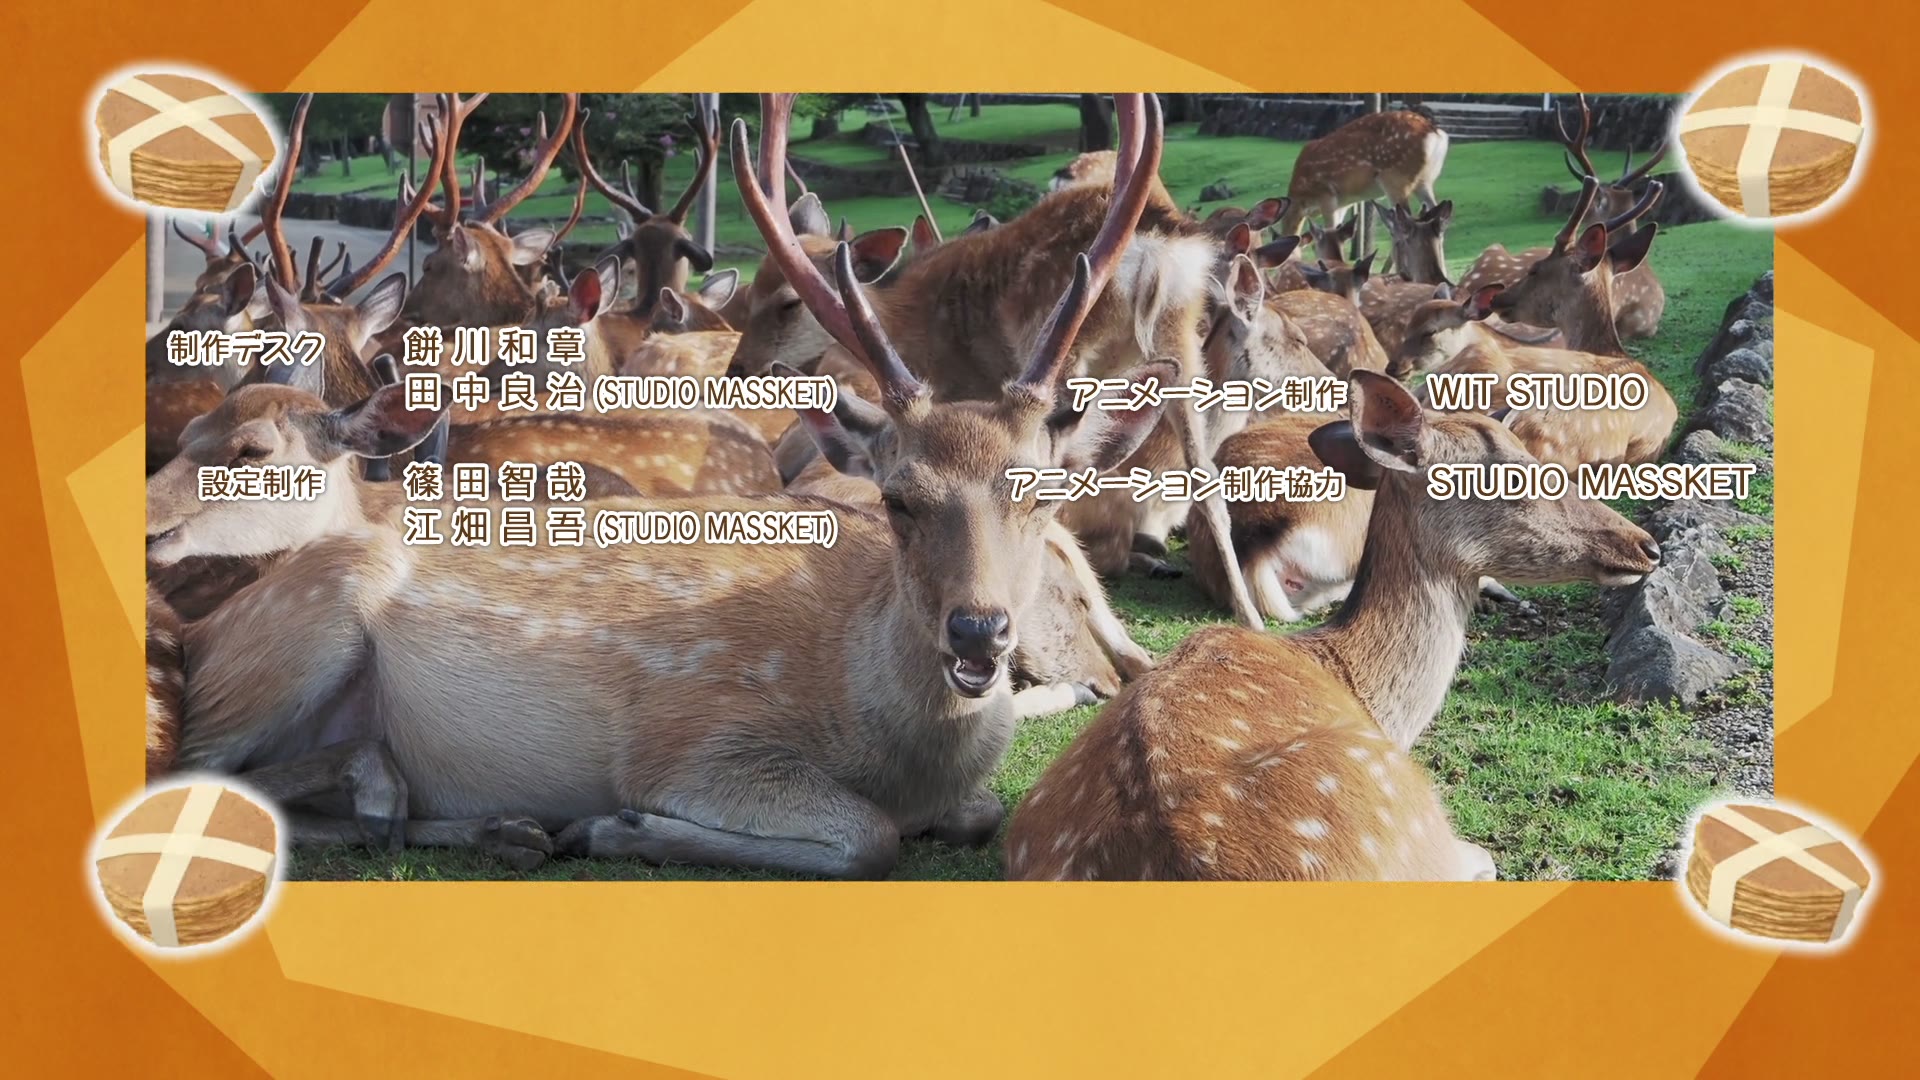 制作デスク 餅川和章
田中良治 (STUDIO MASSKET)
設定制作 篠田智哉
江畑昌吾 (STUDIO MASSKET)
アニメーション制作 WIT STUDIO
アニメーション制作協力 STUDIO MASSKET